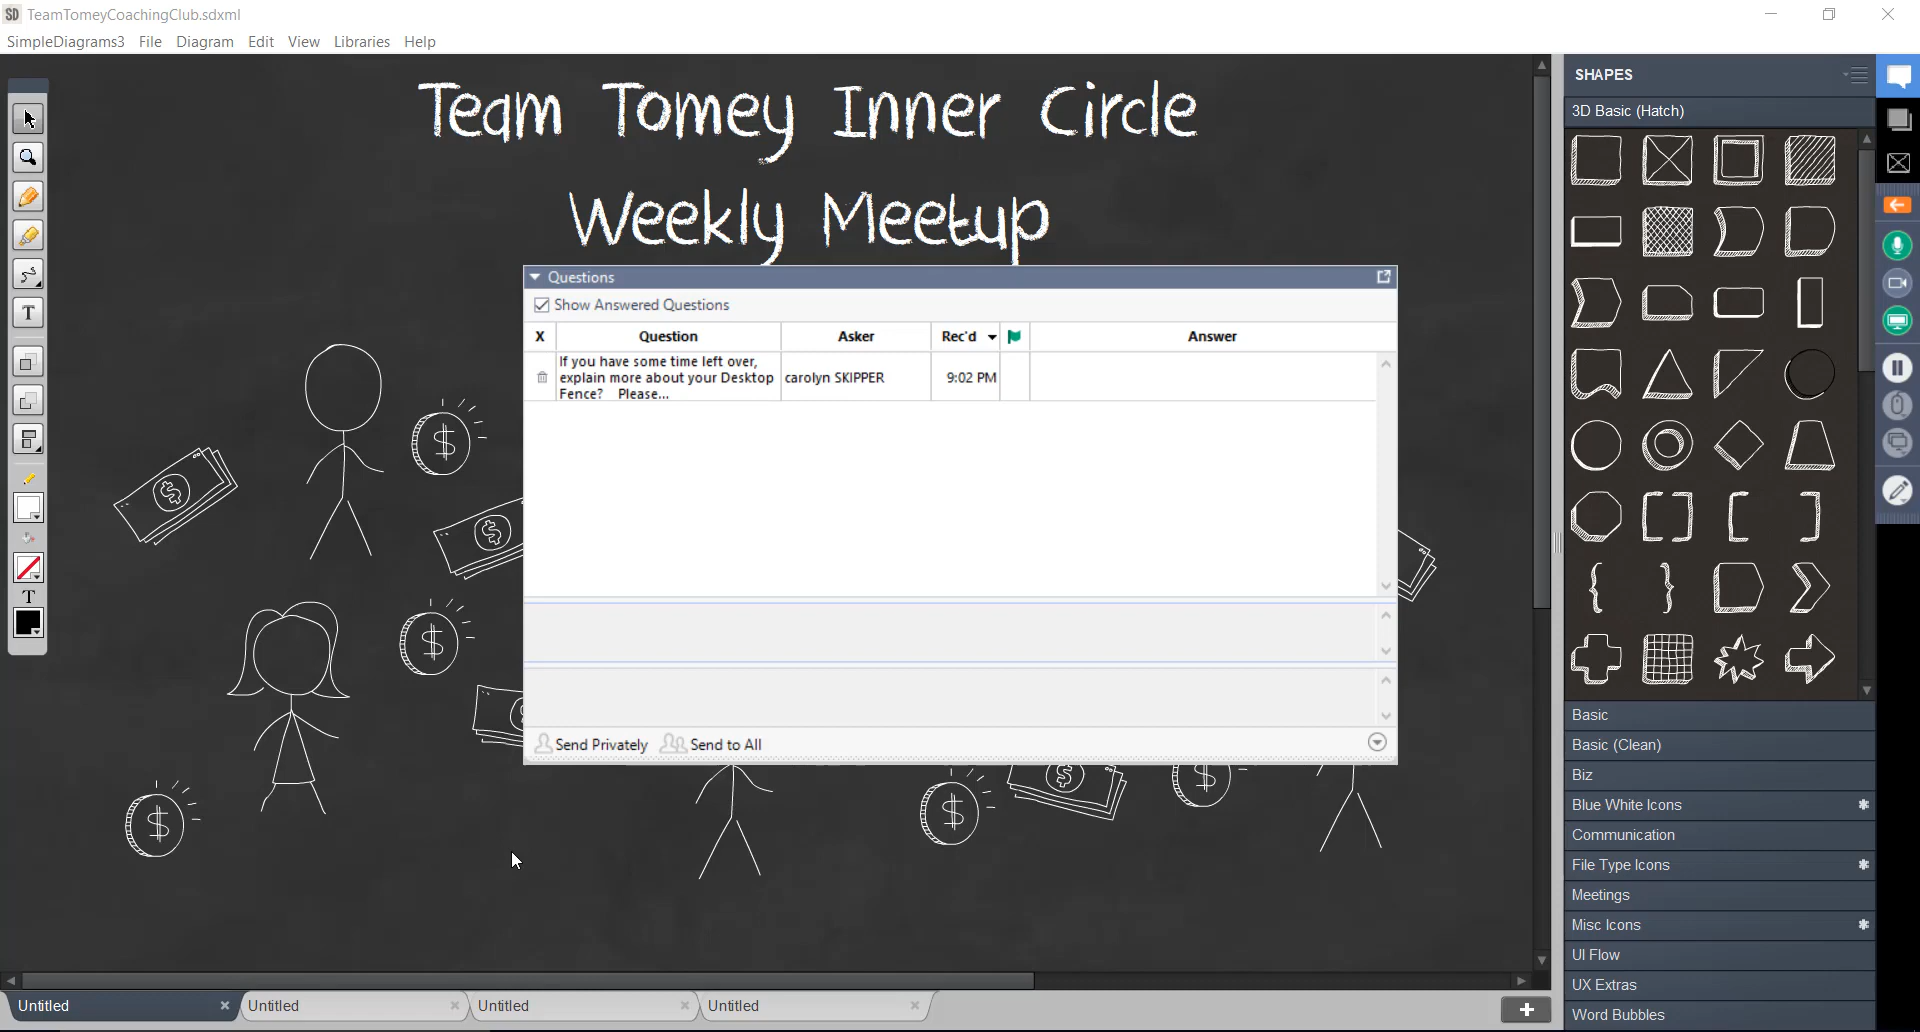 SD TeamTomeyCoachingClub.sdxml
SimpleDiagrams3 File Diagram Edit View Libraries Help
Team Tomey Inner Circle
Weekly Meetup
SHAPES
3D Basic (Hatch)
Questions
Show Answered Questions
X Question Asker Rec'd Answer
If you have some time left over,
explain more about your Desktop
Fence? Please...
carolyn SKIPPER
9:02 PM
Send Privately Send to All
T
T
Basic
Basic (Clean)
Biz
Blue White Icons *
Communication
File Type Icons *
Meetings
Misc Icons *
UI Flow
UX Extras
Word Bubbles
Untitled × Untitled × Untitled × Untitled × +